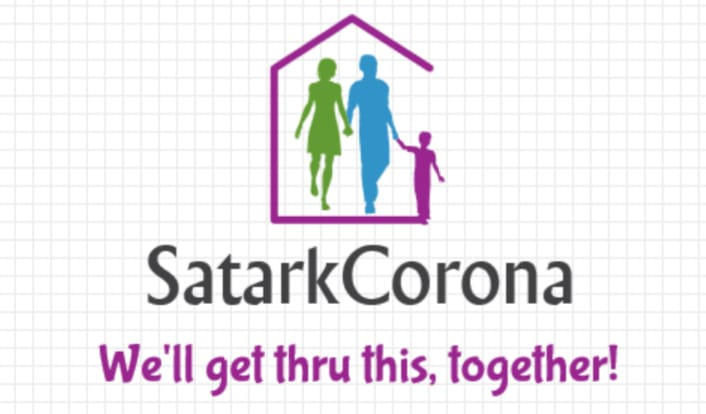 SatarkCorona
We'll get thru this, together!